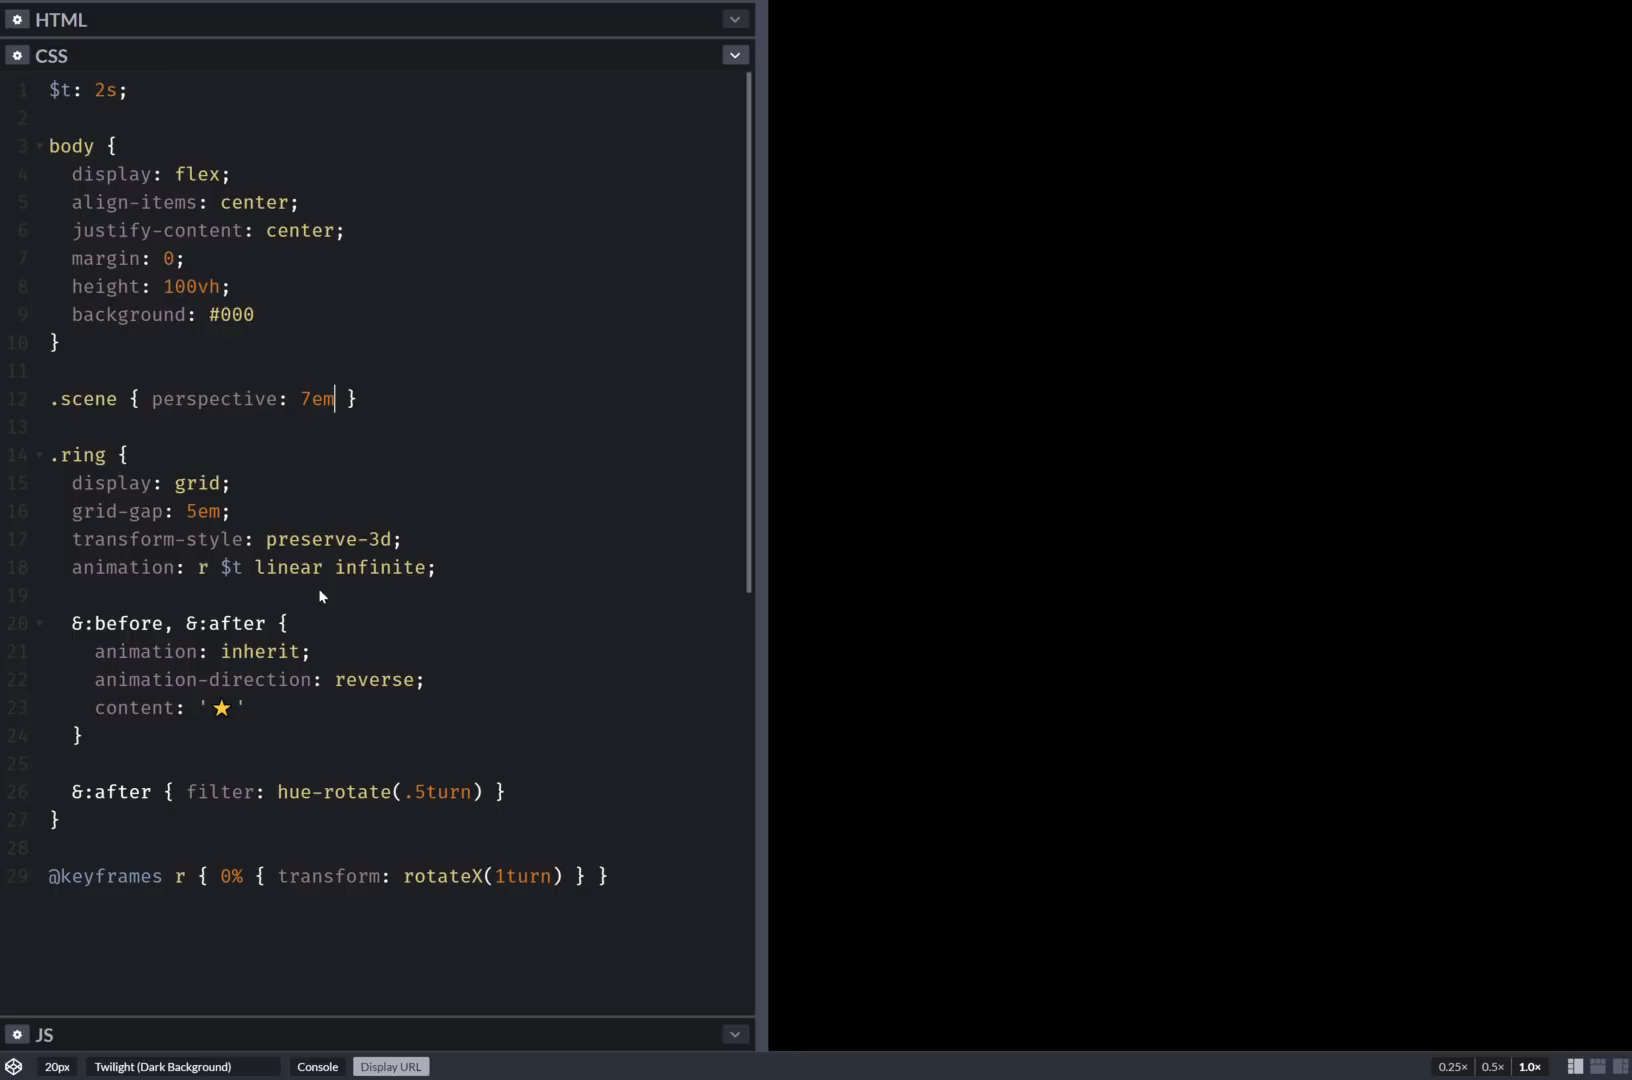 HTML
CSS
1 $t: 2s;
2
3 body {
4 display: flex;
5 align-items: center;
6 justify-content: center;
7 margin: 0;
8 height: 100vh;
9 background: #000
10 }
11
12 .scene { perspective: 7em }
13
14 .ring {
15 display: grid;
16 grid-gap: 5em;
17 transform-style: preserve-3d;
18 animation: r $t linear infinite;
19
20 &:before, &:after {
21 animation: inherit;
22 animation-direction: reverse;
23 content: '⭐'
24 }
25
26 &:after { filter: hue-rotate(.5turn) }
27 }
28
29 @keyframes r { 0% { transform: rotateX(1turn) } }
JS
20px Twilight (Dark Background) Console Display URL 0.25× 0.5× 1.0×